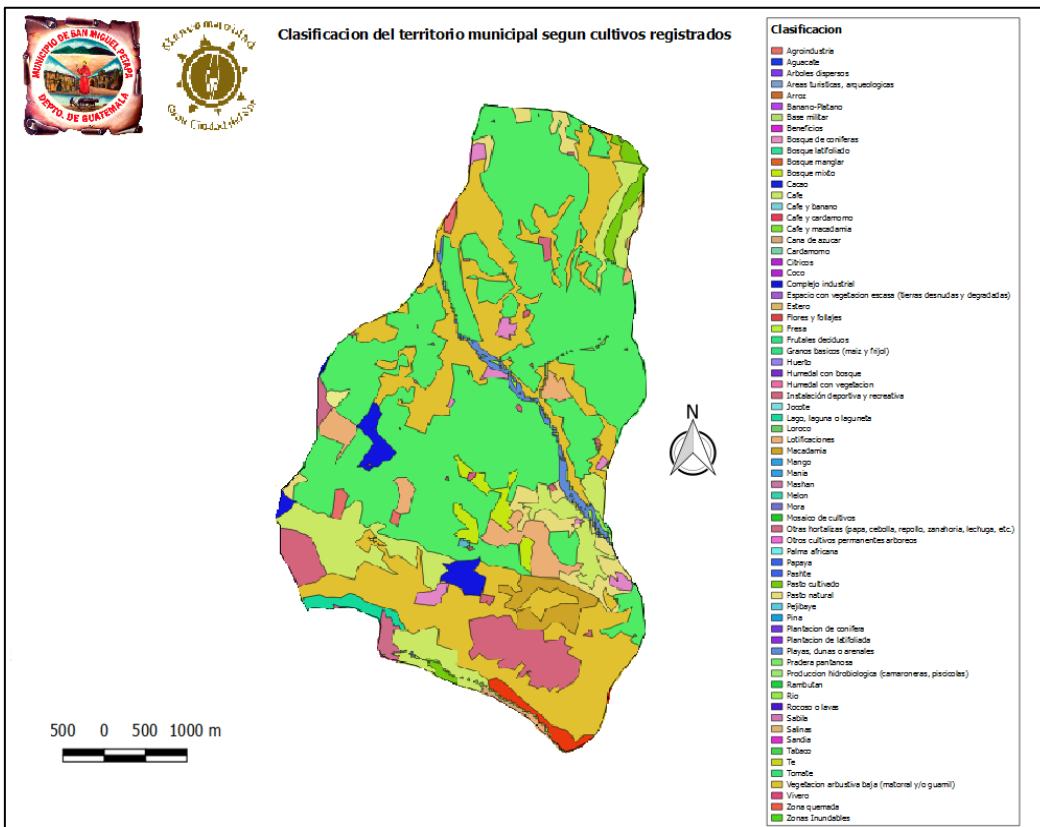 MUNICIPIO DE SAN MIGUEL PETAPA
DEPTO. DE GUATEMALA
Gran Ciudad del Sur
Clasificacion del territorio municipal segun cultivos registrados
N
500 0 500 1000 m
Clasificacion
Agroindustria
Aguacate
Arboles dispersos
Areas turisticas, arqueologicas
Arroz
Banano-Platano
Base militar
Beneficios
Bosque de coniferas
Bosque latifoliado
Bosque manglar
Bosque mixto
Cacao
Cafe
Cafe y banano
Cafe y cardamomo
Cafe y macadamia
Cana de azucar
Cardamomo
Citricos
Coco
Complejo industrial
Espacio con vegetacion escasa (tierras desnudas y degradadas)
Estero
Flores y follajes
Fresa
Frutales deciduos
Granos basicos (maiz y frijol)
Huerto
Humedal con bosque
Humedal con vegetacion
Instalación deportiva y recreativa
Jocote
Lago, laguna o laguneta
Loroco
Lotificaciones
Macadamia
Mango
Mania
Mashan
Melon
Mora
Mosaico de cultivos
Otras hortalizas (papa, cebolla, repollo, zanahoria, lechuga, etc.)
Otros cultivos permanentes arboreos
Palma africana
Papaya
Pashte
Pasto cultivado
Pasto natural
Pejibaye
Pina
Plantacion de conifera
Plantacion de latifoliada
Playas, dunas o arenales
Pradera pantanosa
Produccion hidrobiologica (camaroneras, piscicolas)
Rambutan
Rio
Rocoso o lavas
Sabila
Salinas
Sandia
Tabaco
Te
Tomate
Vegetacion arbustiva baja (matorral y/o guamil)
Vivero
Zona quemada
Zonas Inundables